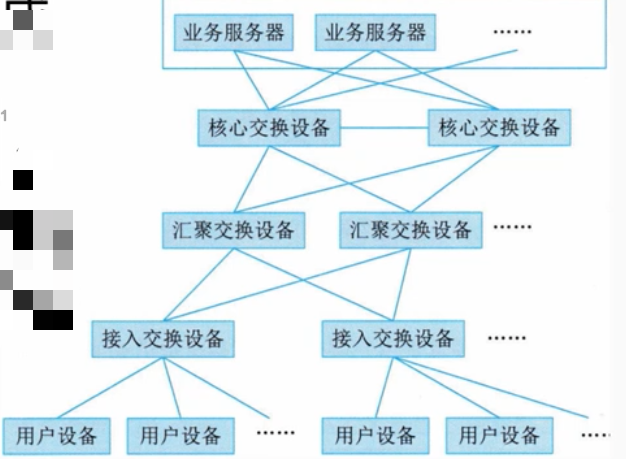 业务服务器 业务服务器 ……
核心交换设备 核心交换设备
汇聚交换设备 汇聚交换设备 ……
接入交换设备 接入交换设备 ……
用户设备 用户设备 …… 用户设备 用户设备 ……